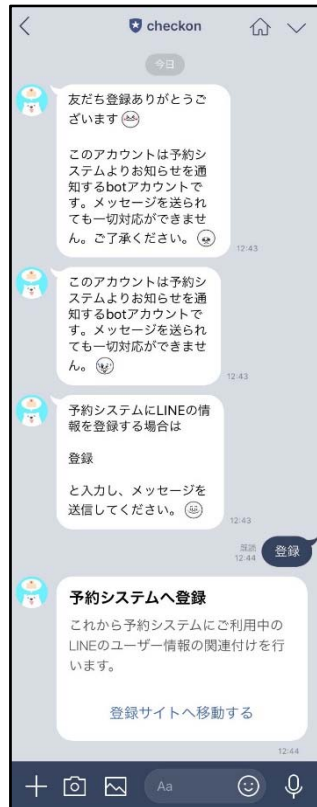 checkon
今日
友だち登録ありがとうご
ざいます
このアカウントは予約シ
ステムよりお知らせを通
知するbotアカウントで
す。メッセージを送られ
ても一切対応ができませ
ん。ご了承ください。
12:43
このアカウントは予約シ
ステムよりお知らせを通
知するbotアカウントで
す。メッセージを送られ
ても一切対応ができませ
ん。
12:43
予約システムにLINEの情
報を登録する場合は
登録
と入力し、メッセージを
送信してください。
12:43
既読
12:44
登録
予約システムへ登録
これから予約システムにご利用中の
LINEのユーザー情報の関連付けを行
います。
登録サイトへ移動する
12:44
Aa